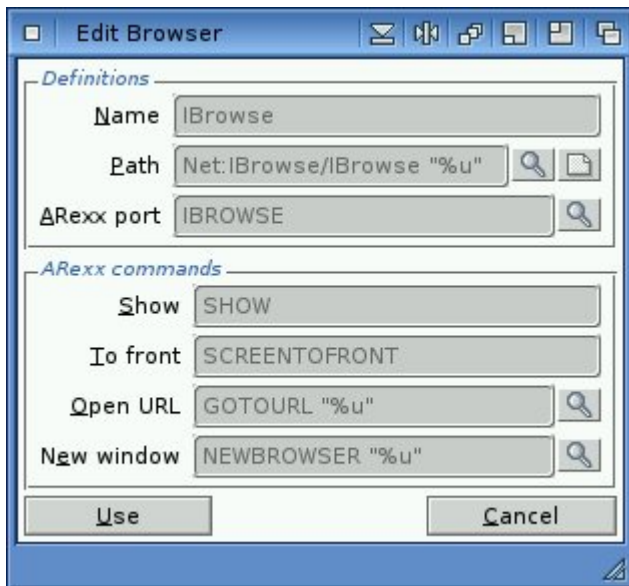 Edit Browser
Definitions
Name IBrowse
Path Net:IBrowse/IBrowse "%u"
ARexx port IBROWSE
ARexx commands
Show SHOW
To front SCREENTOFRONT
Open URL GOTOURL "%u"
New window NEWBROWSER "%u"
Use Cancel